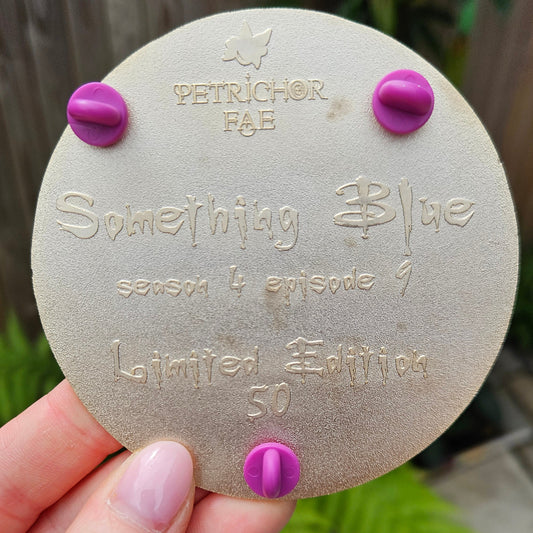 PETRICHOR
FAE
Something Blue
season 4 episode 9
Limited Edition
50